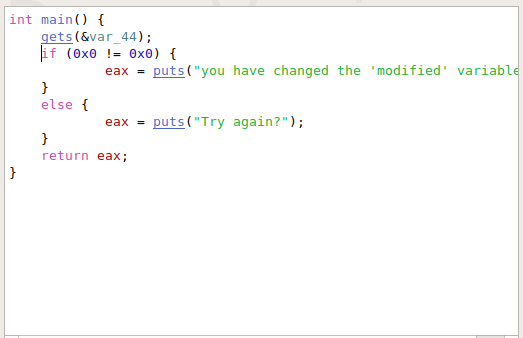 int main() {
    gets(&var_44);
    if (0x0 != 0x0) {
            eax = puts("you have changed the 'modified' variable
    }
    else {
            eax = puts("Try again?");
    }
    return eax;
}